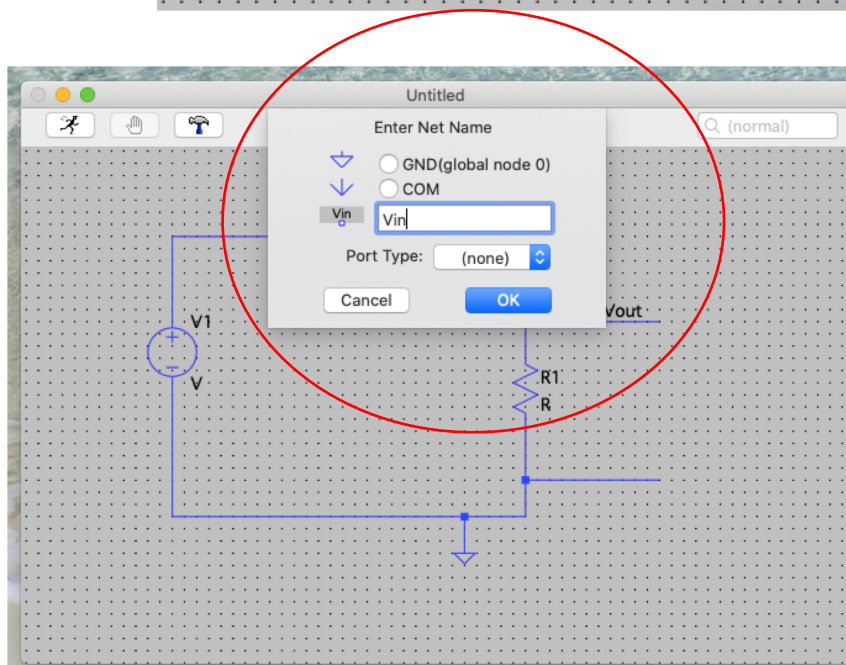 Untitled
(normal)
Enter Net Name
GND(global node 0)
COM
Vin
Vin
Port Type: (none)
Cancel OK
Vout
V1
V
R1
R